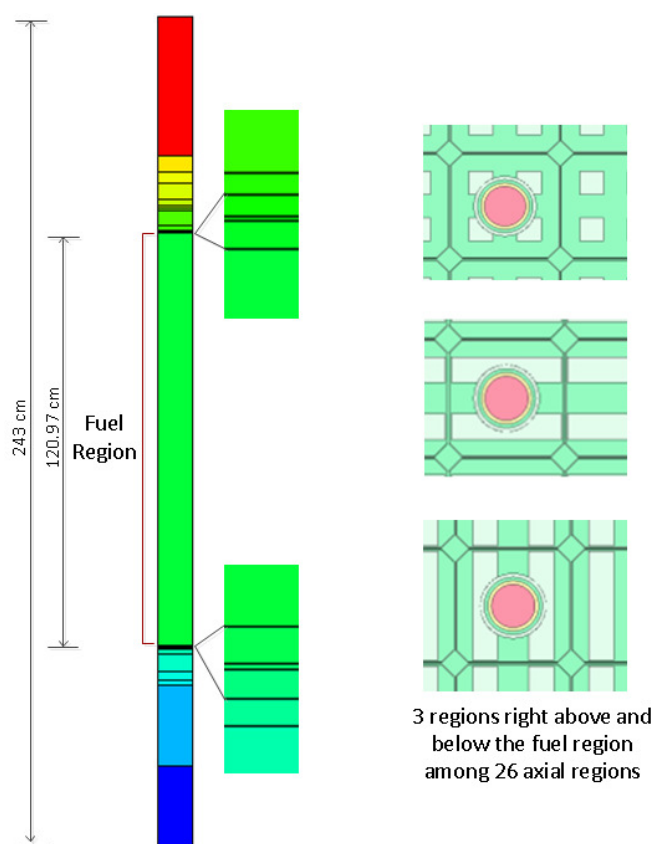 243 cm
120.97 cm
Fuel
Region
3 regions right above and
below the fuel region
among 26 axial regions